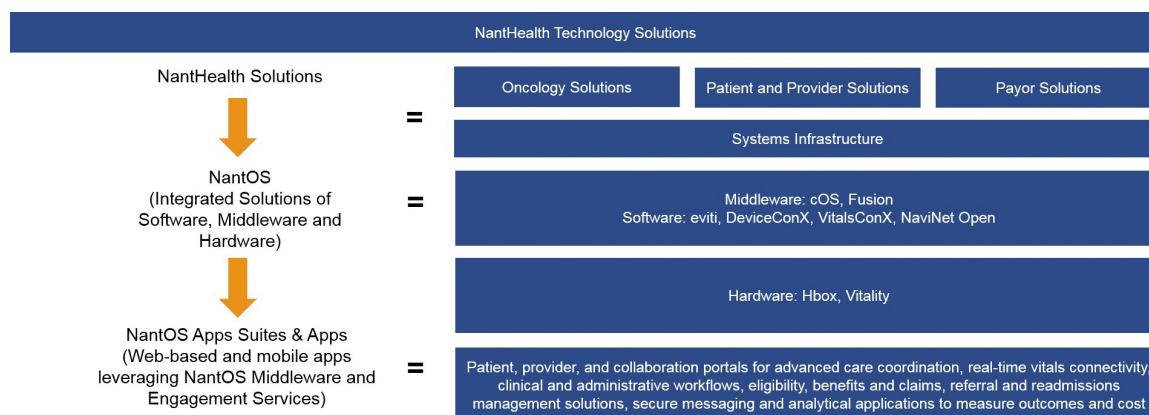 NantHealth Technology Solutions
NantHealth Solutions
=
Oncology Solutions
Patient and Provider Solutions
Payor Solutions
Systems Infrastructure
NantOS
(Integrated Solutions of
Software, Middleware and
Hardware)
=
Middleware: cOS, Fusion
Software: eviti, DeviceConX, VitalsConX, NaviNet Open
Hardware: Hbox, Vitality
NantOS Apps Suites & Apps
(Web-based and mobile apps
leveraging NantOS Middleware and
Engagement Services)
=
Patient, provider, and collaboration portals for advanced care coordination, real-time vitals connectivity,
clinical and administrative workflows, eligibility, benefits and claims, referral and readmissions
management solutions, secure messaging and analytical applications to measure outcomes and cost